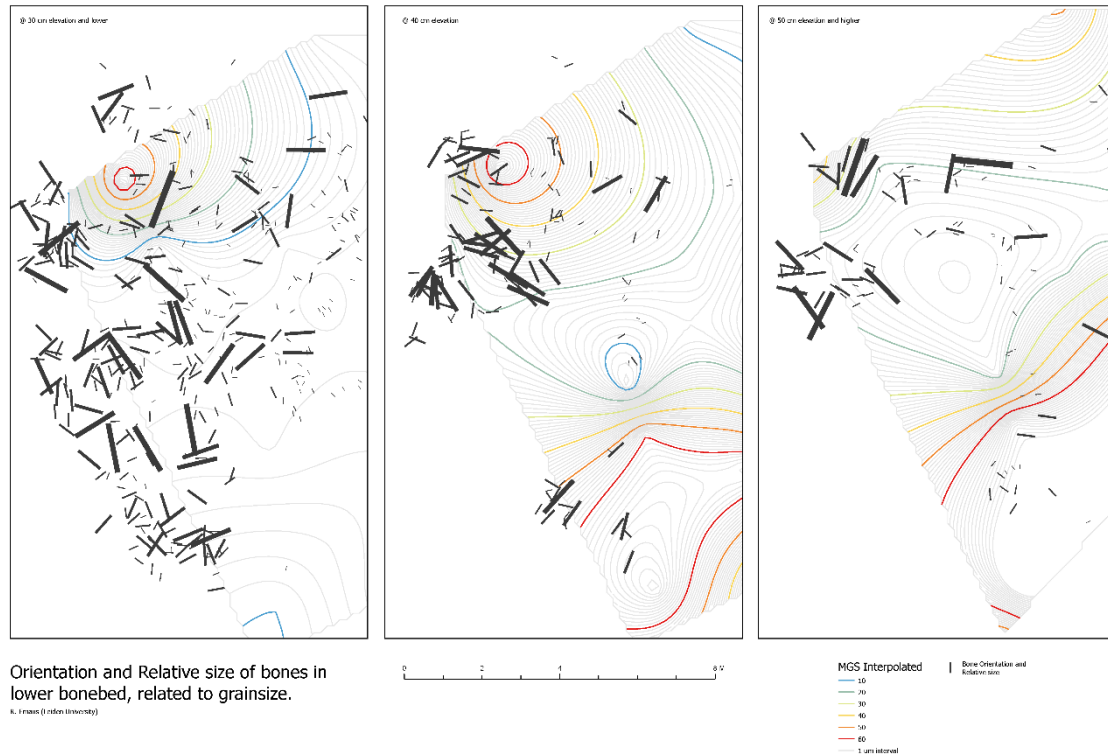 @ 30 cm elevation and lower
@ 40 cm elevation
@ 50 cm elevation and higher
Orientation and Relative size of bones in
lower bonebed, related to grainsize.
(Leiden University)
0 2 4 8 M
MGS Interpolated
10
20
30
40
50
60
1 um interval
Bone Orientation and
Relative size